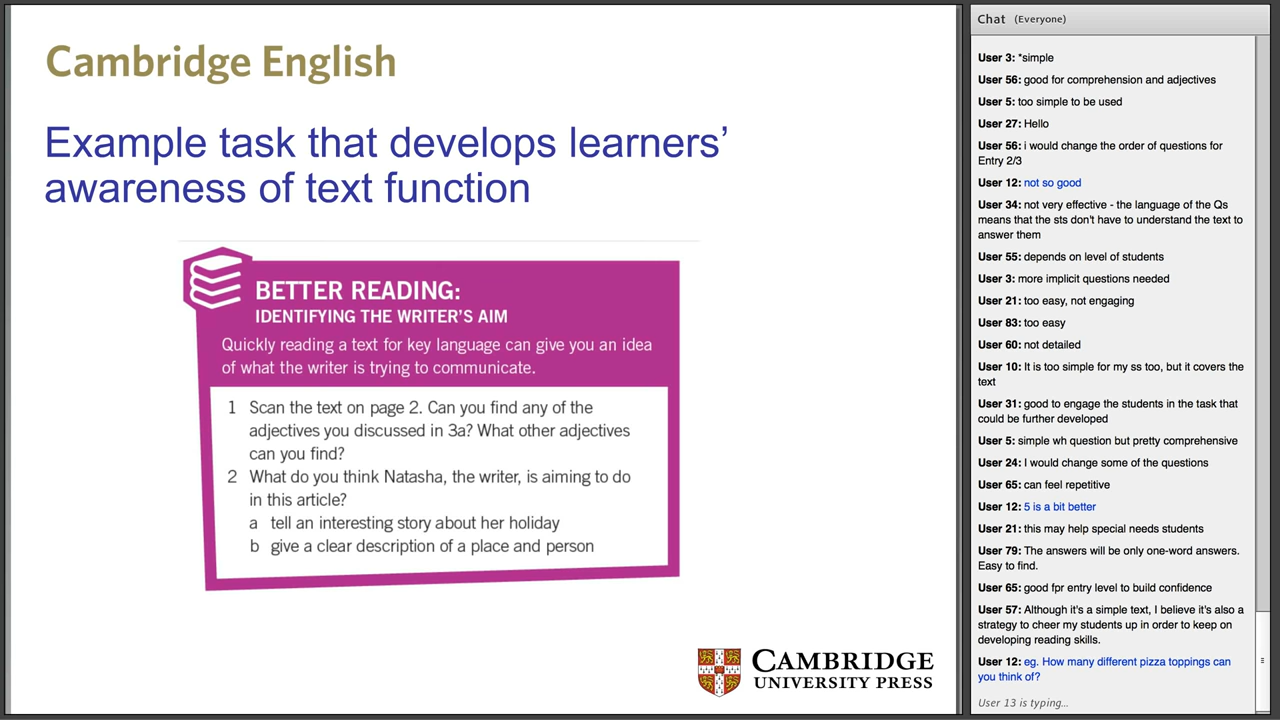 Cambridge English
Example task that develops learners’
awareness of text function
BETTER READING:
IDENTIFYING THE WRITER’S AIM
Quickly reading a text for key language can give you an idea
of what the writer is trying to communicate.
1 Scan the text on page 2. Can you find any of the
adjectives you discussed in 3a? What other adjectives
can you find?
2 What do you think Natasha, the writer, is aiming to do
in this article?
a tell an interesting story about her holiday
b give a clear description of a place and person
CAMBRIDGE
UNIVERSITY PRESS
Chat (Everyone)
User 3: *simple
User 56: good for comprehension and adjectives
User 5: too simple to be used
User 27: Hello
User 56: i would change the order of questions for
Entry 2/3
User 12: not so good
User 34: not very effective - the language of the Qs
means that the sts don't have to understand the text to
answer them
User 55: depends on level of students
User 3: more implicit questions needed
User 21: too easy, not engaging
User 83: too easy
User 60: not detailed
User 10: It is too simple for my ss too, but it covers the
text
User 31: good to engage the students in the task that
could be further developed
User 5: simple wh question but pretty comprehensive
User 24: I would change some of the questions
User 65: can feel repetitive
User 12: 5 is a bit better
User 21: this may help special needs students
User 79: The answers will be only one-word answers.
Easy to find.
User 65: good fpr entry level to build confidence
User 57: Although it's a simple text, I believe it's also a
strategy to cheer my students up in order to keep on
developing reading skills.
User 12: eg. How many different pizza toppings can
you think of?
User 13 is typing...